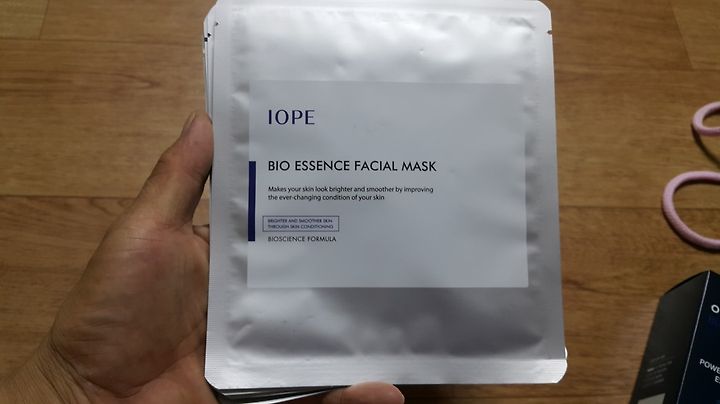 IOPE
BIO ESSENCE FACIAL MASK
Makes your skin look brighter and smoother by improving
the ever-changing condition of your skin
BRIGHTER AND SMOOTHER SKIN
THROUGH SKIN CONDITIONING
BIOSCIENCE FORMULA